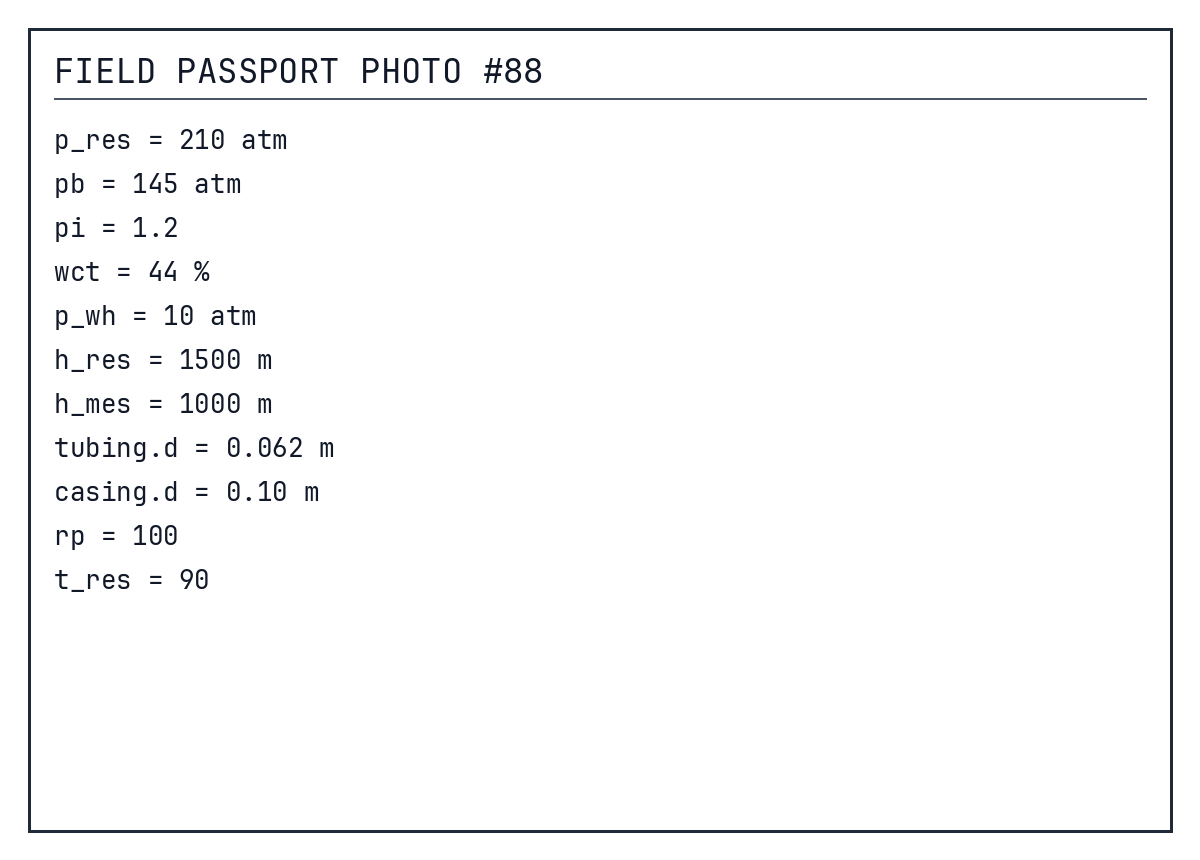 FIELD PASSPORT PHOTO #88
p_res = 210 atm
pb = 145 atm
pi = 1.2
wct = 44 %
p_wh = 10 atm
h_res = 1500 m
h_mes = 1000 m
tubing.d = 0.062 m
casing.d = 0.10 m
rp = 100
t_res = 90